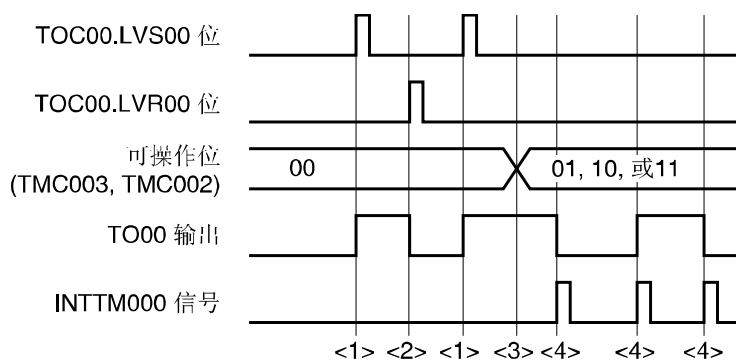 TOC00.LVS00 位
TOC00.LVR00 位
可操作位
(TMC003, TMC002)
00
01, 10, 或11
TO00 输出
INTTM000 信号
<1> <2> <1> <3> <4> <4> <4>